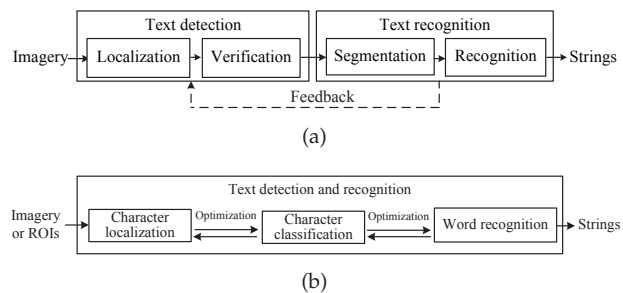 Text detection Text recognition
Imagery Localization Verification Segmentation Recognition Strings
Feedback
(a)
Text detection and recognition
Imagery or ROIs
Character localization
Optimization
Character classification
Optimization
Word recognition
Strings
(b)